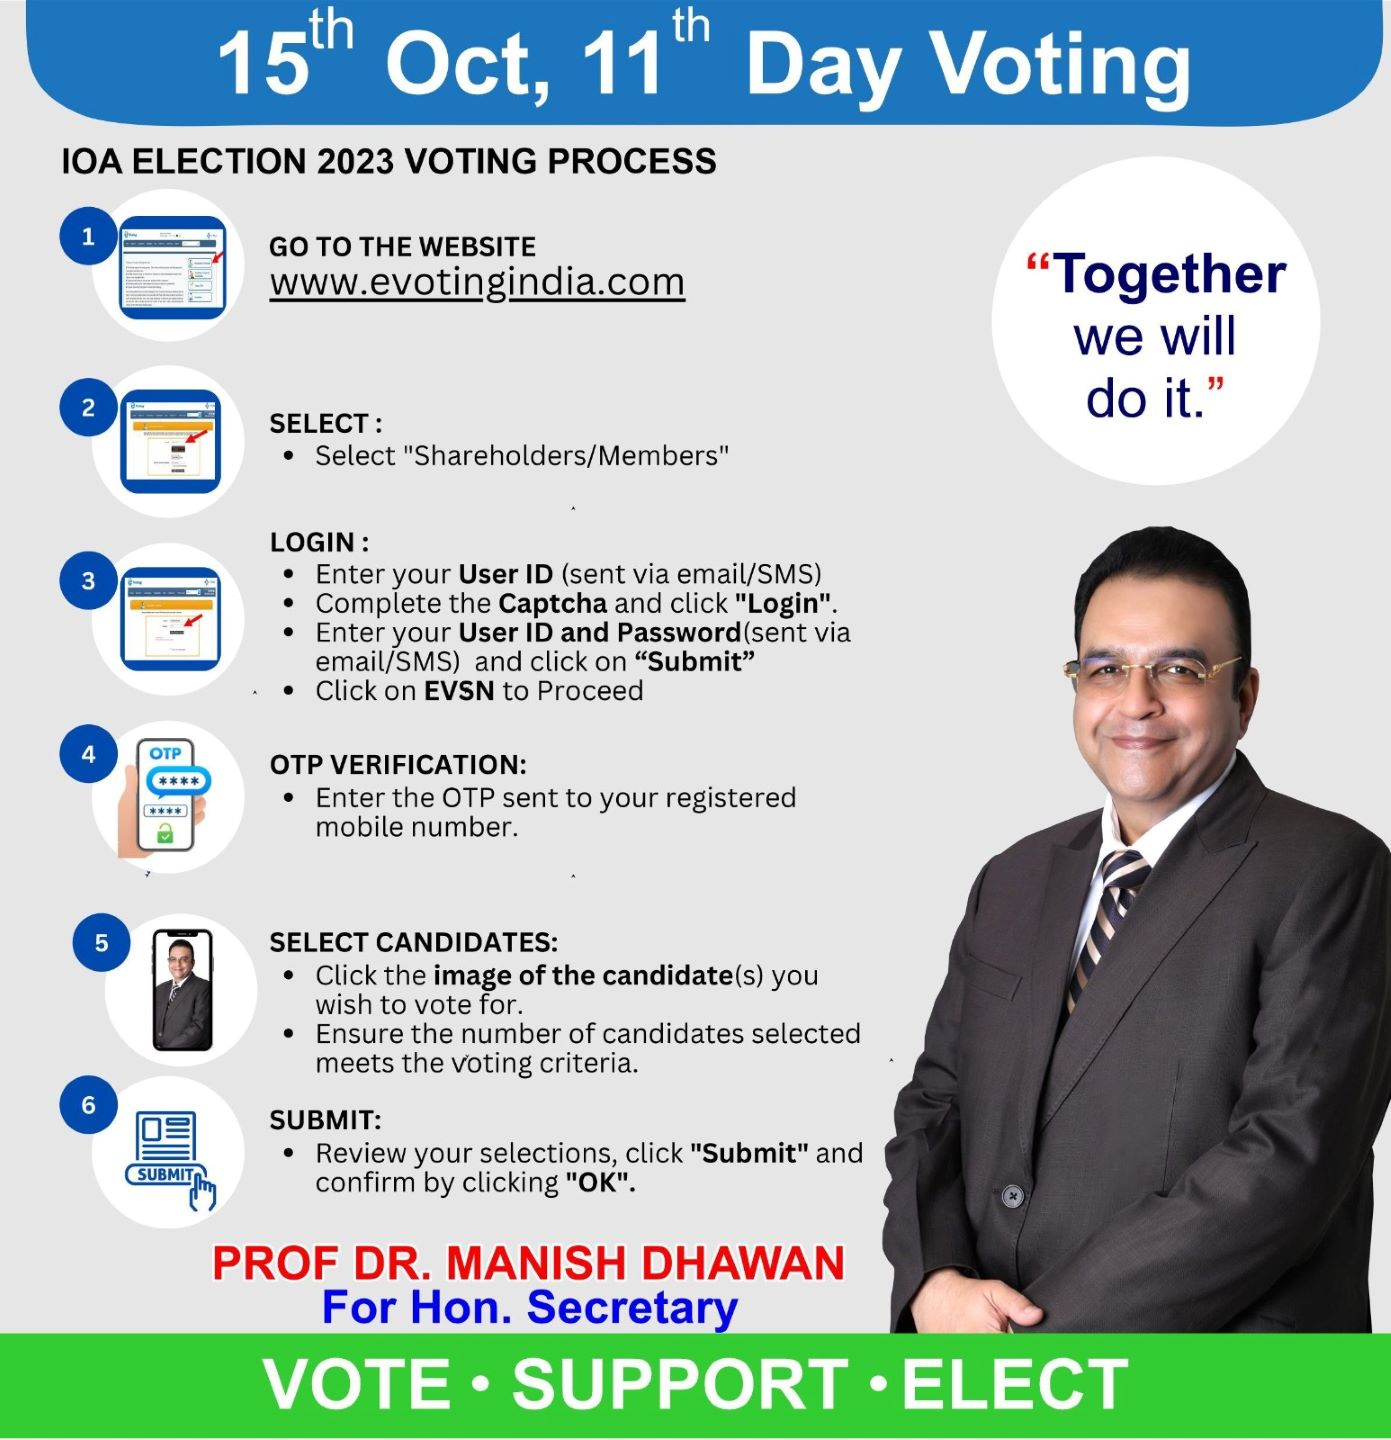 15th Oct, 11th Day Voting
IOA ELECTION 2023 VOTING PROCESS
1
GO TO THE WEBSITE
www.evotingindia.com
“Together
we will
do it.”
2
SELECT :
• Select "Shareholders/Members"
3
LOGIN :
• Enter your User ID (sent via email/SMS)
• Complete the Captcha and click "Login".
• Enter your User ID and Password(sent via
email/SMS) and click on “Submit”
• Click on EVSN to Proceed
4
OTP
****
****
OTP VERIFICATION:
• Enter the OTP sent to your registered
mobile number.
5
SELECT CANDIDATES:
• Click the image of the candidate(s) you
wish to vote for.
• Ensure the number of candidates selected
meets the voting criteria.
6
SUBMIT
SUBMIT:
• Review your selections, click "Submit" and
confirm by clicking "OK".
PROF DR. MANISH DHAWAN
For Hon. Secretary
VOTE • SUPPORT • ELECT